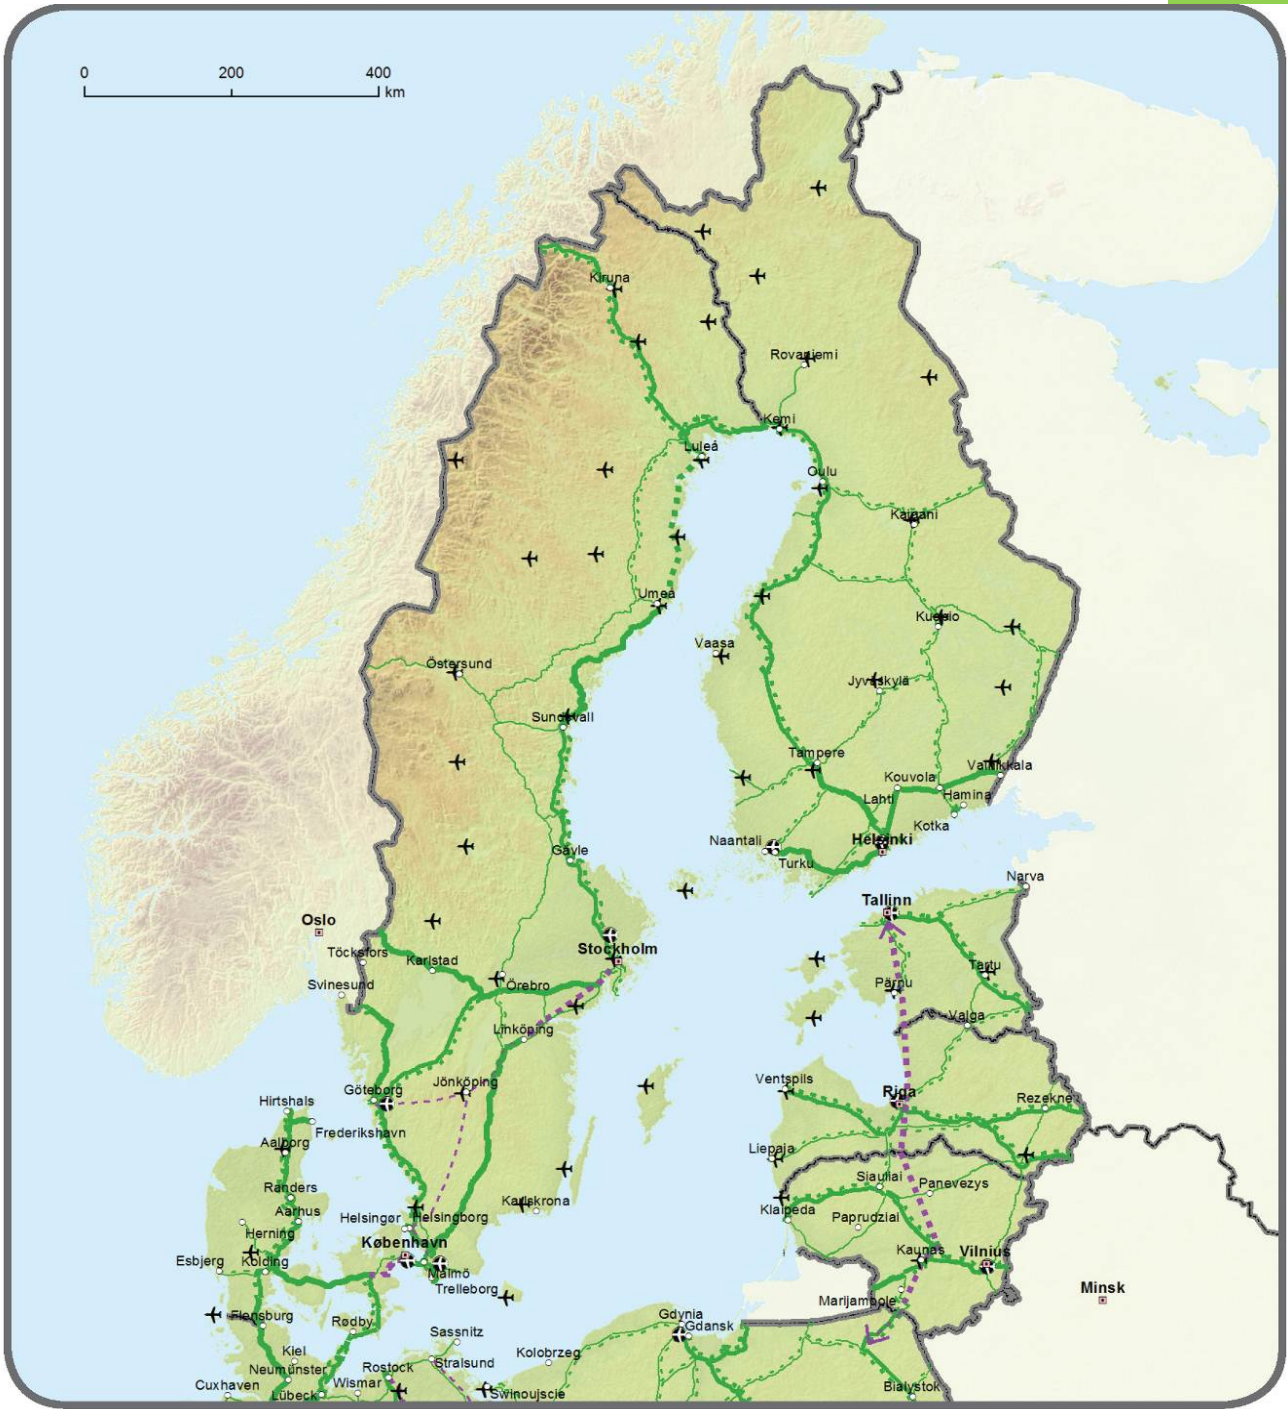 0 200 400
km
Kiruna
Rovaniemi
Kemi
Luleå
Oulu
Kajaani
Umeå
Kuopio
Vaasa
Östersund
Jyväskylä
Sundsvall
Tampere
Vainikkala
Kouvola
Lahti
Hamina
Kotka
Naantali
Helsinki
Gävle
Turku
Narva
Tallinn
Oslo
Stockholm
Töcksfors
Karlstad
Tartu
Svinesund
Örebro
Pärnu
Valga
Linköping
Ventspils
Jönköping
Göteborg
Riga
Rezekne
Hirtshals
Frederikshavn
Aalborg
Liepaja
Siauliai
Panevezys
Randers
Karlskrona
Aarhus
Helsingør
Helsingborg
Klaipeda
Paprudziai
Herning
København
Kaunas
Vilnius
Esbjerg
Kolding
Malmö
Trelleborg
Minsk
Marijampole
Flensburg
Rødby
Gdynia
Gdansk
Sassnitz
Kiel
Kolobrzeg
Neumünster
Rostock
Stralsund
Cuxhaven
Wismar
Lübeck
Swinoujscie
Bialystok